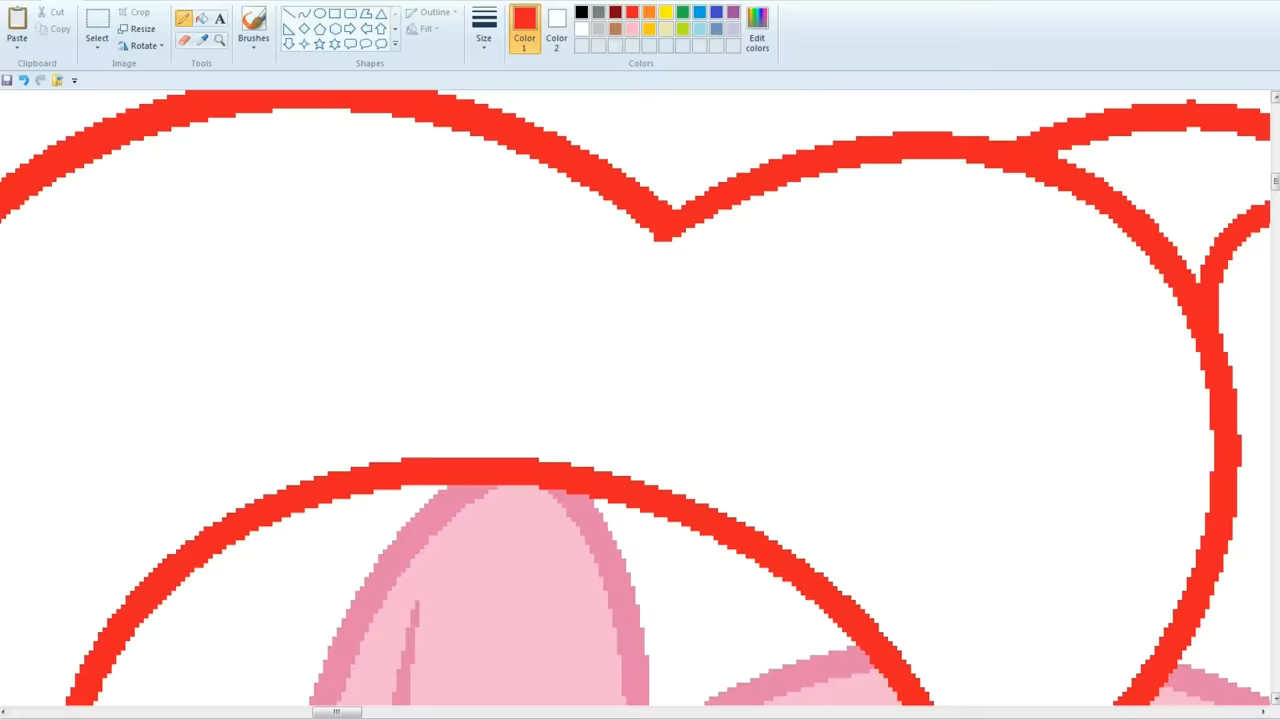 Cut
Crop
Outline
Copy
Resize
Fill
Paste
Select
Rotate
A
Brushes
Size
Color
1
Color
2
Edit
colors
Clipboard
Image
Tools
Shapes
Colors